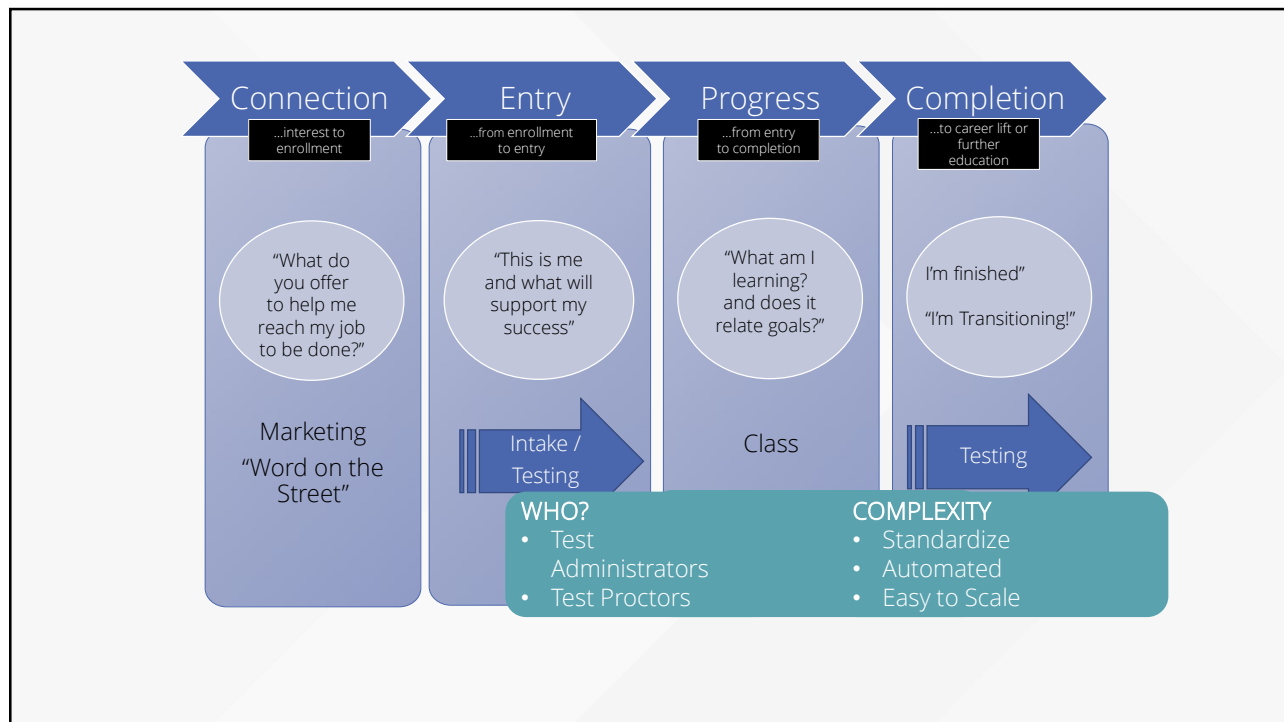 Connection
...interest to
enrollment
“What do
you offer
to help me
reach my job
to be done?”
Marketing
“Word on the
Street”
Entry
...from enrollment
to entry
“This is me
and what will
support my
success”
Intake /
Testing
Progress
...from entry
to completion
“What am I
learning?
and does it
relate goals?”
Class
Completion
...to career lift or
further
education
I’m finished”
“I’m Transitioning!”
Testing
WHO?
• Test
Administrators
• Test Proctors
COMPLEXITY
• Standardize
• Automated
• Easy to Scale